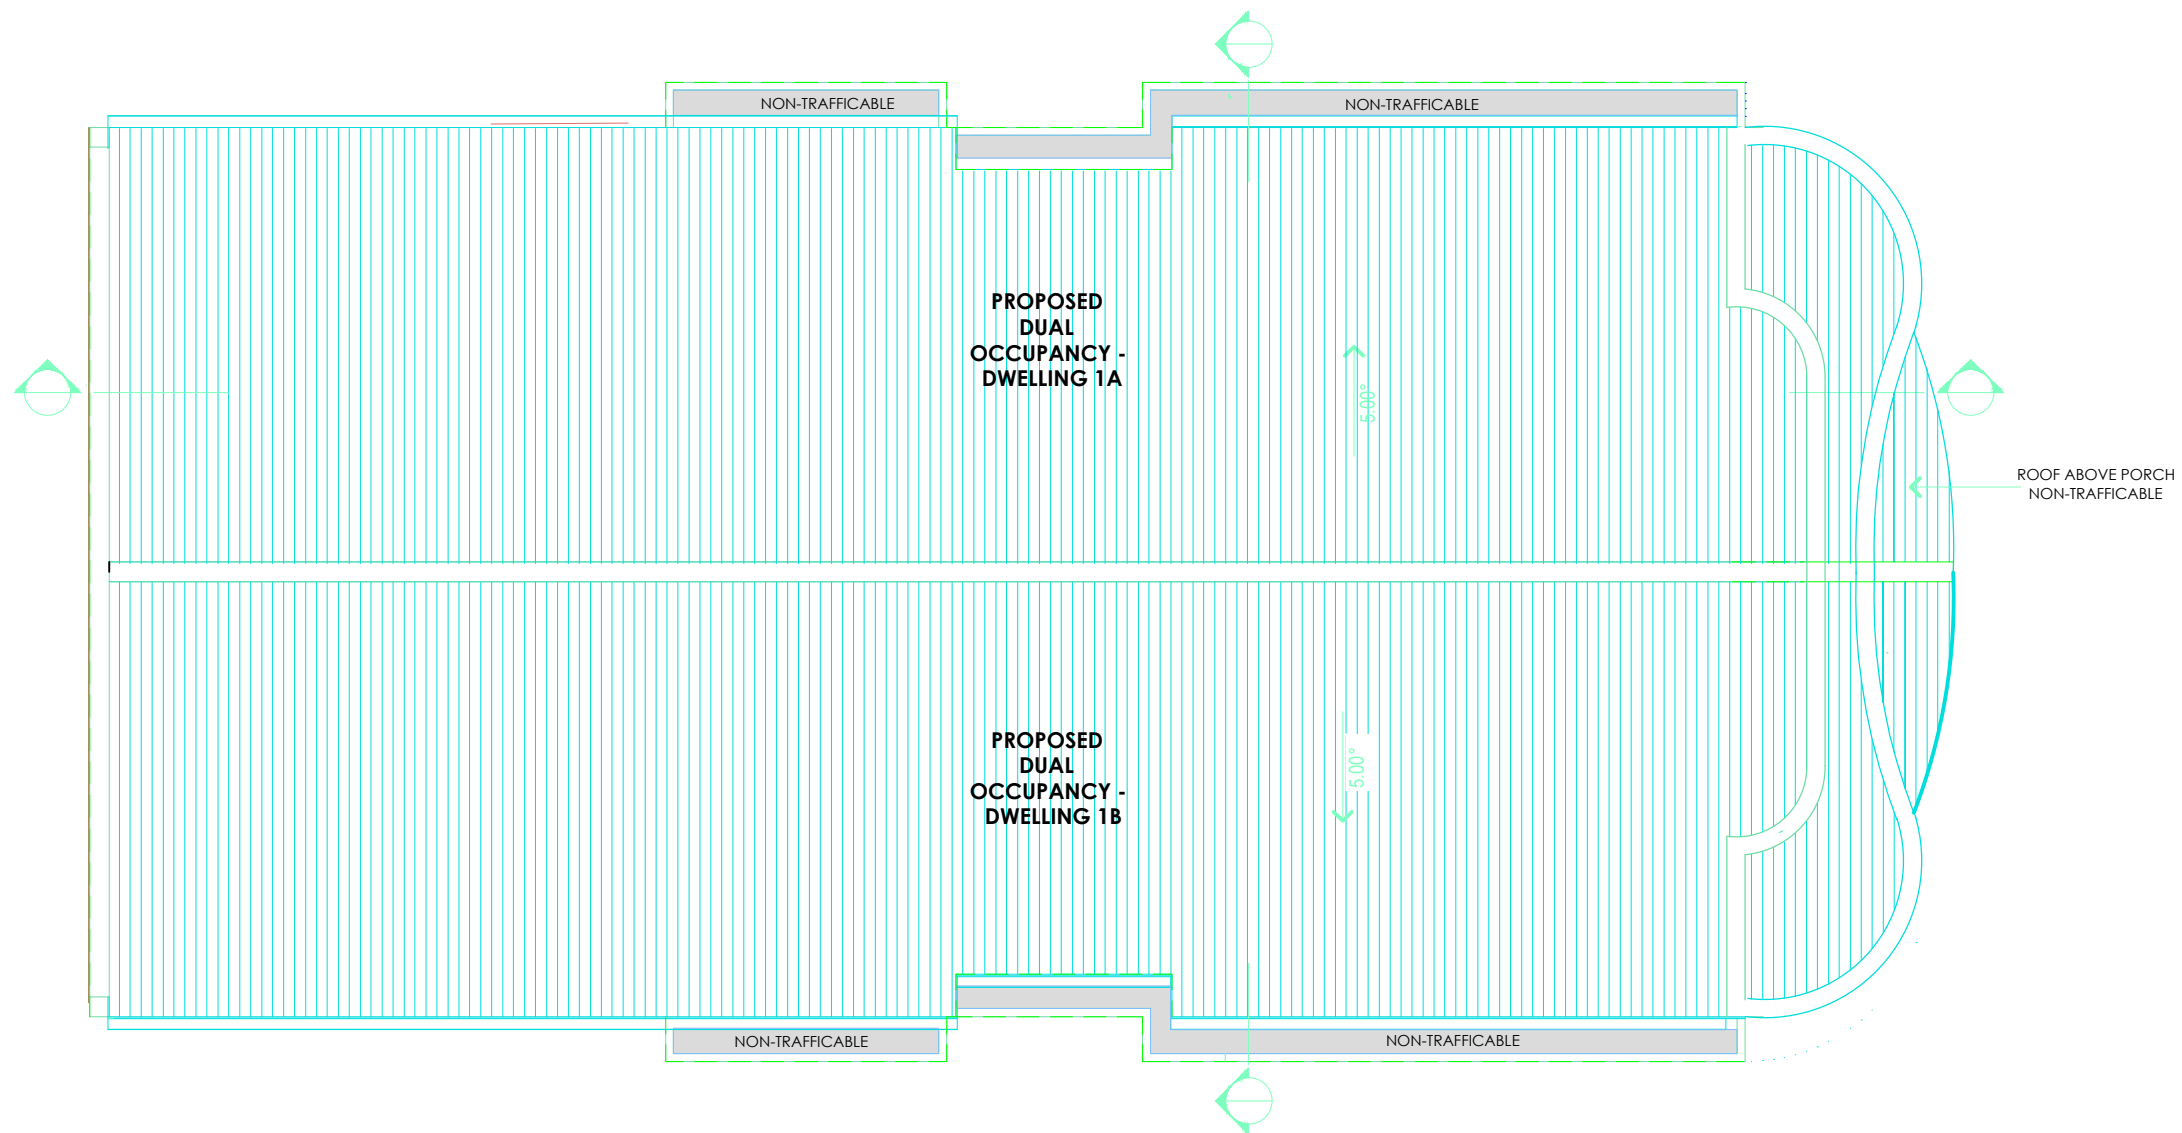 NON-TRAFFICABLE
NON-TRAFFICABLE
PROPOSED
DUAL
OCCUPANCY -
DWELLING 1A
5.00°
ROOF ABOVE PORCH
NON-TRAFFICABLE
PROPOSED
DUAL
OCCUPANCY -
DWELLING 1B
5.00°
NON-TRAFFICABLE
NON-TRAFFICABLE